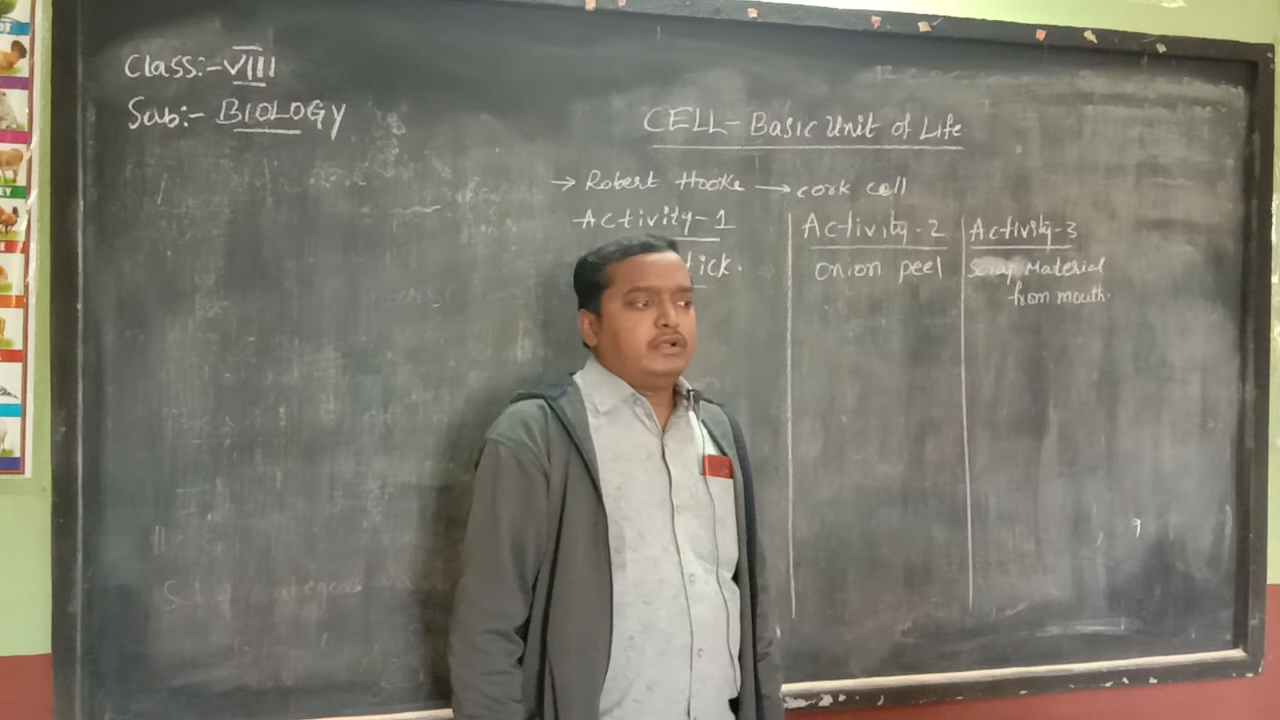 Class:- VIII
Sub:- BIOLOGY
CELL - Basic Unit of Life
→ Robert Hooke → cork cell
Activity-1
tick.
Activity-2
onion peel
Activity-3
Scrap Material
from mouth.